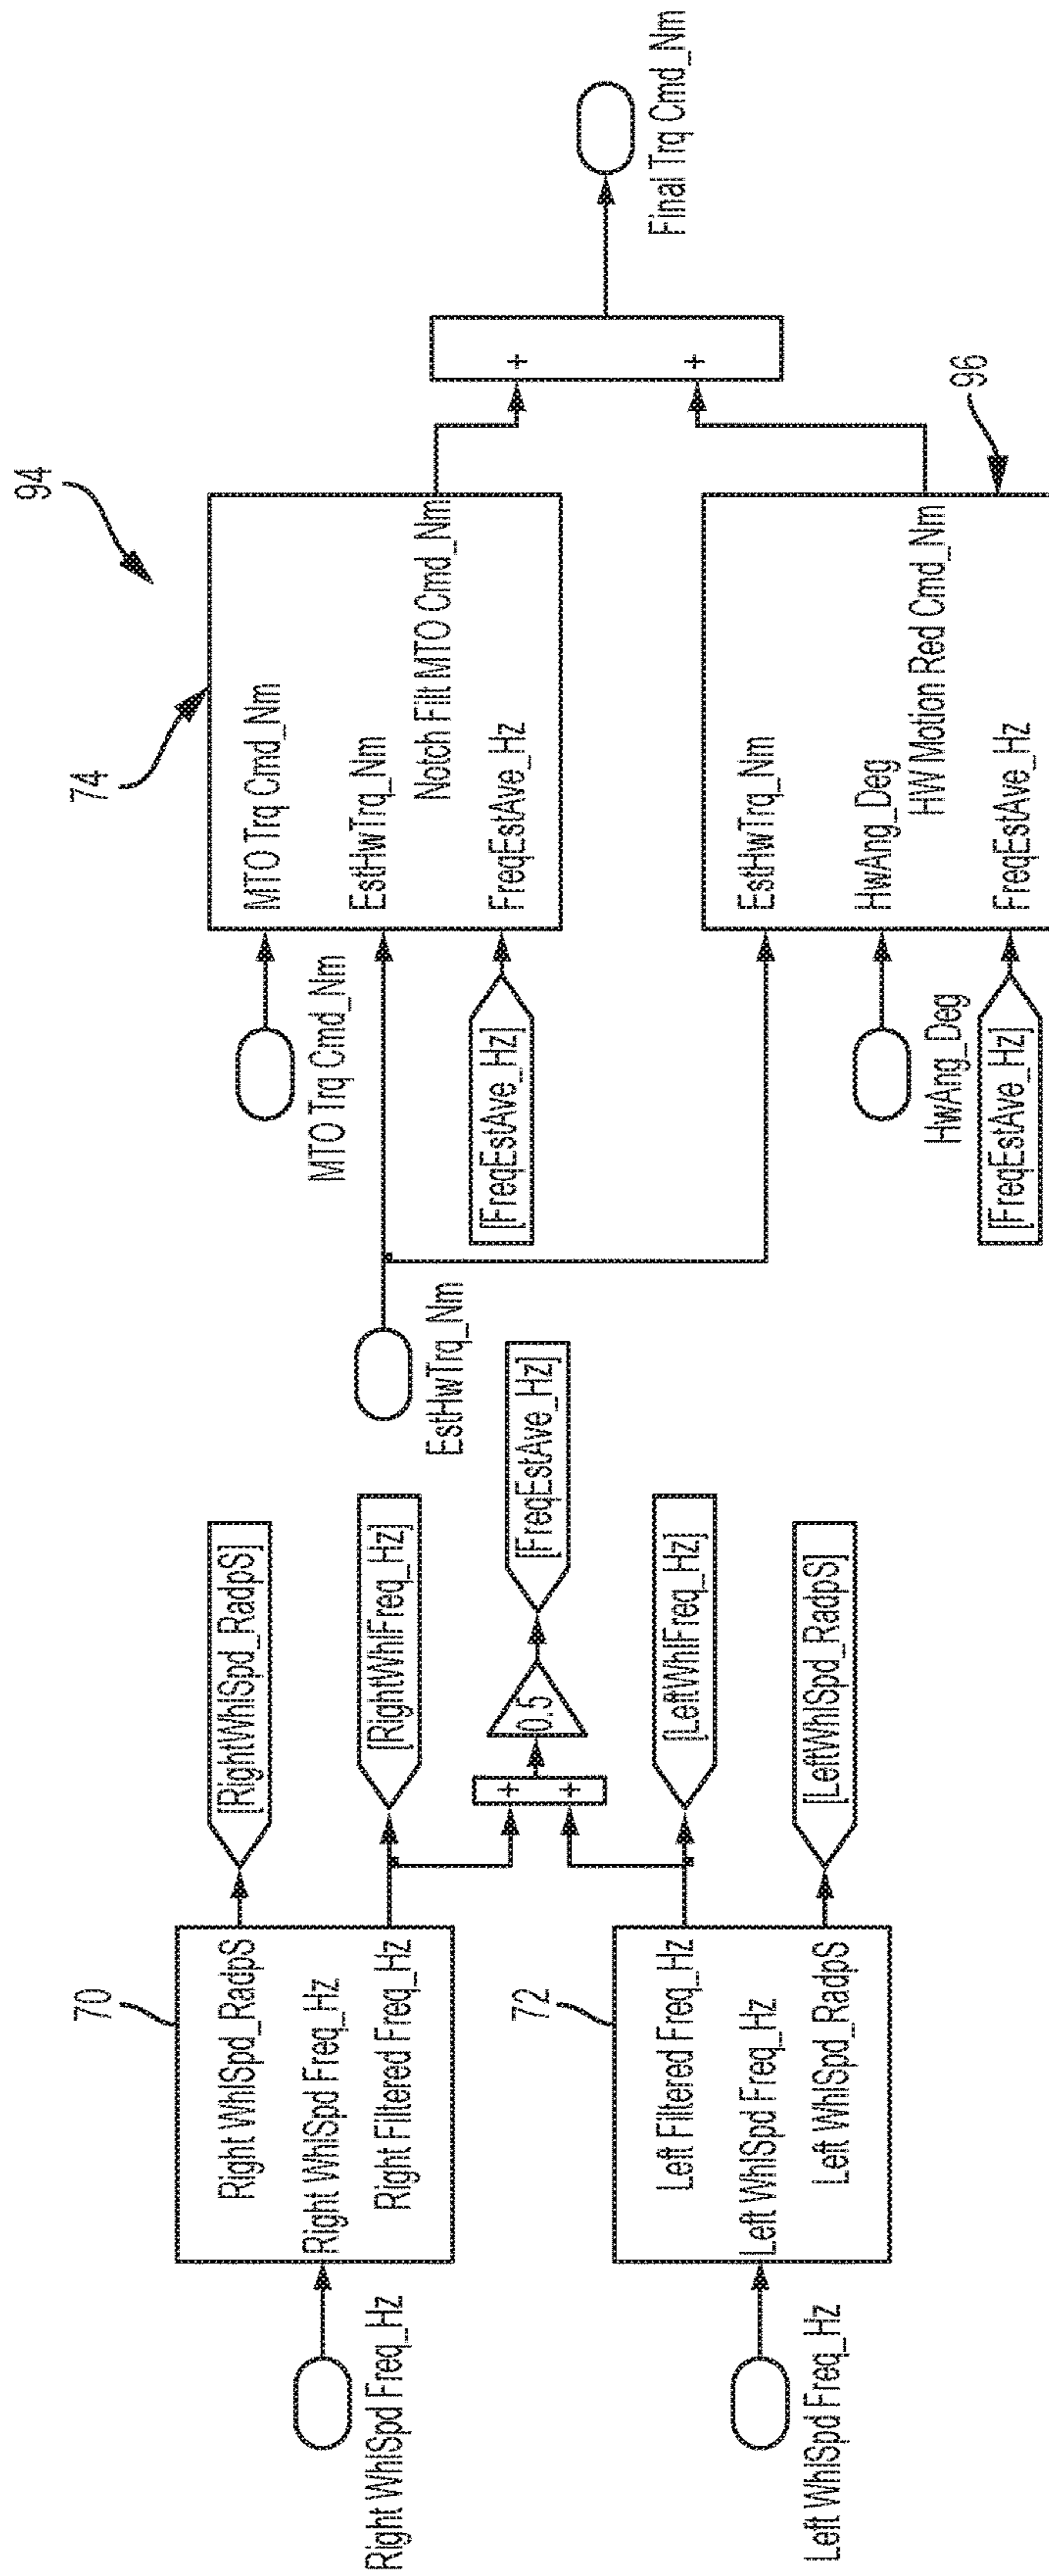 70
Right WhlSpd Freq_Hz
Right WhlSpd_RadpS
Right WhlSpd Freq_Hz
Right Filtered Freq_Hz
[RightWhlSpd_RadpS]
[RightWhlFreq_Hz]
+
+
0.5
[FreqEstAve_Hz]
72
Left WhlSpd Freq_Hz
Left Filtered Freq_Hz
Left WhlSpd Freq_Hz
Left WhlSpd_RadpS
[LeftWhlFreq_Hz]
[LeftWhlSpd_RadpS]
94
74
MTO Trq Cmd_Nm
EstHwTrq_Nm
[FreqEstAve_Hz]
MTO Trq Cmd_Nm
EstHwTrq_Nm
Notch Filt MTO Cmd_Nm
FreqEstAve_Hz
HwAng_Deg
[FreqEstAve_Hz]
EstHwTrq_Nm
HwAng_Deg
HW Motion Red Cmd_Nm
FreqEstAve_Hz
96
+
+
Final Trq Cmd_Nm